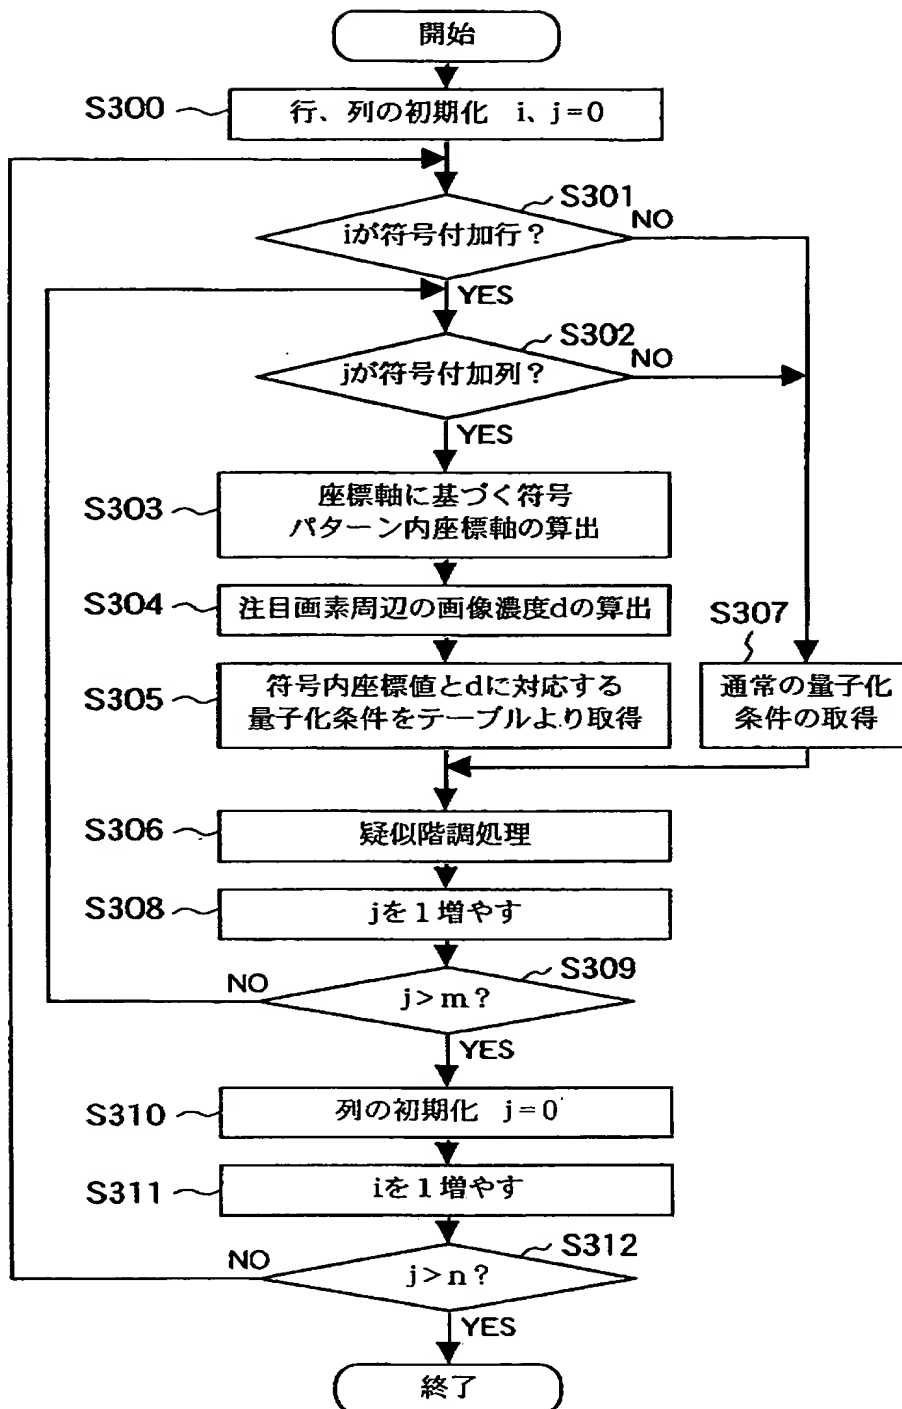 開始
S300
行、列の初期化 i、j=0
S301
iが符号付加行?
NO
YES
S302
jが符号付加列?
NO
YES
S303
座標軸に基づく符号
パターン内座標軸の算出
S304
注目画素周辺の画像濃度dの算出
S305
符号内座標値とdに対応する
量子化条件をテーブルより取得
S307
通常の量子化
条件の取得
S306
疑似階調処理
S308
jを1増やす
S309
j>m?
NO
YES
S310
列の初期化 j=0
S311
iを1増やす
S312
j>n?
NO
YES
終了